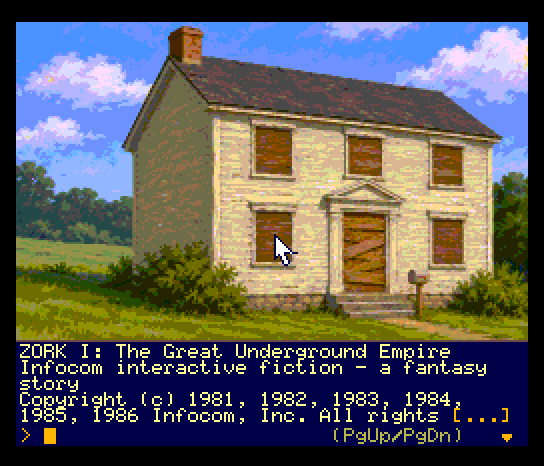 ZORK I: The Great Underground Empire
Infocom interactive fiction - a fantasy
story
Copyright (c) 1981, 1982, 1983, 1984,
1985, 1986 Infocom, Inc. All rights [...]
> (PgUp/PgDn)